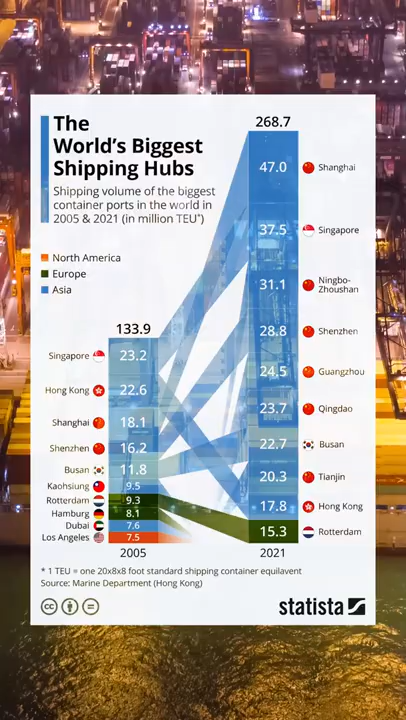 The
World's Biggest
Shipping Hubs
Shipping volume of the biggest
container ports in the world in
2005 & 2021 (in million TEU*)
North America
Europe
Asia
133.9
Singapore 23.2
Hong Kong 22.6
Shanghai 18.1
Shenzhen 16.2
Busan 11.8
Kaohsiung 9.5
Rotterdam 9.3
Hamburg 8.1
Dubai 7.6
Los Angeles 7.5
2005
268.7
47.0 Shanghai
37.5 Singapore
31.1 Ningbo-
Zhoushan
28.8 Shenzhen
24.5 Guangzhou
23.7 Qingdao
22.7 Busan
20.3 Tianjin
17.8 Hong Kong
15.3 Rotterdam
2021
* 1 TEU = one 20x8x8 foot standard shipping container equilavent
Source: Marine Department (Hong Kong)
cc
statista